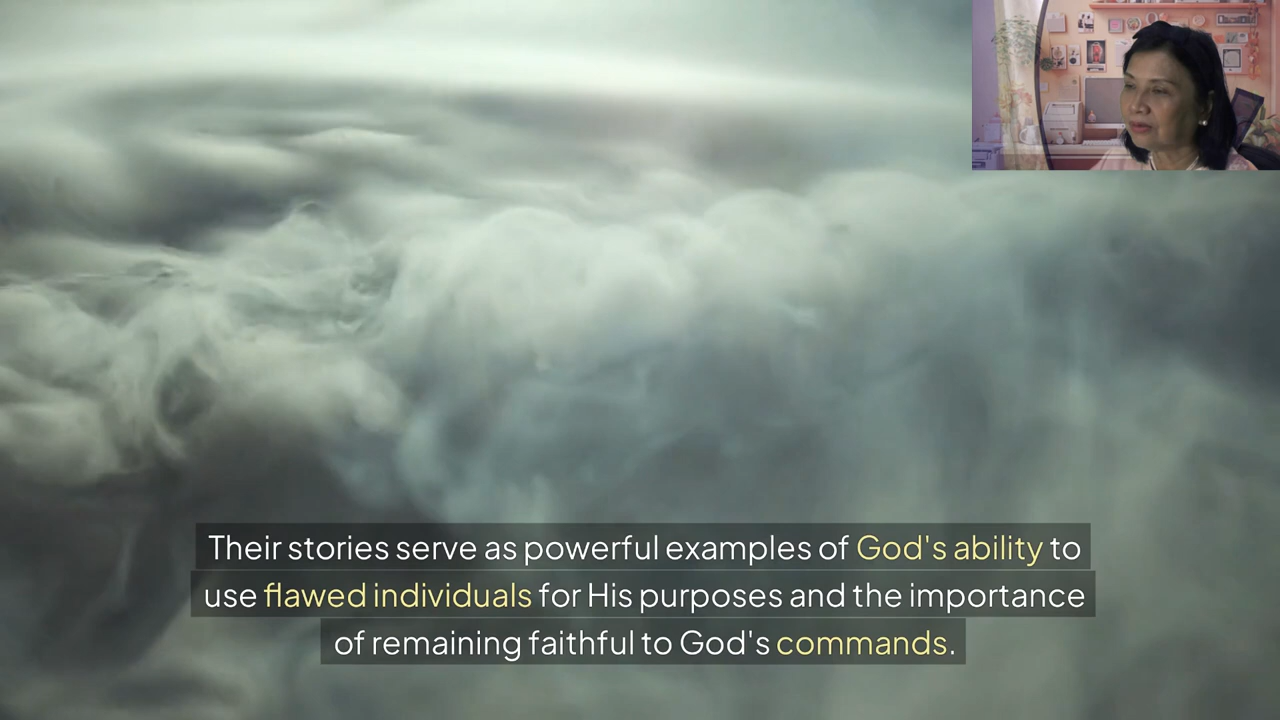 Their stories serve as powerful examples of God's ability to
use flawed individuals for His purposes and the importance
of remaining faithful to God's commands.